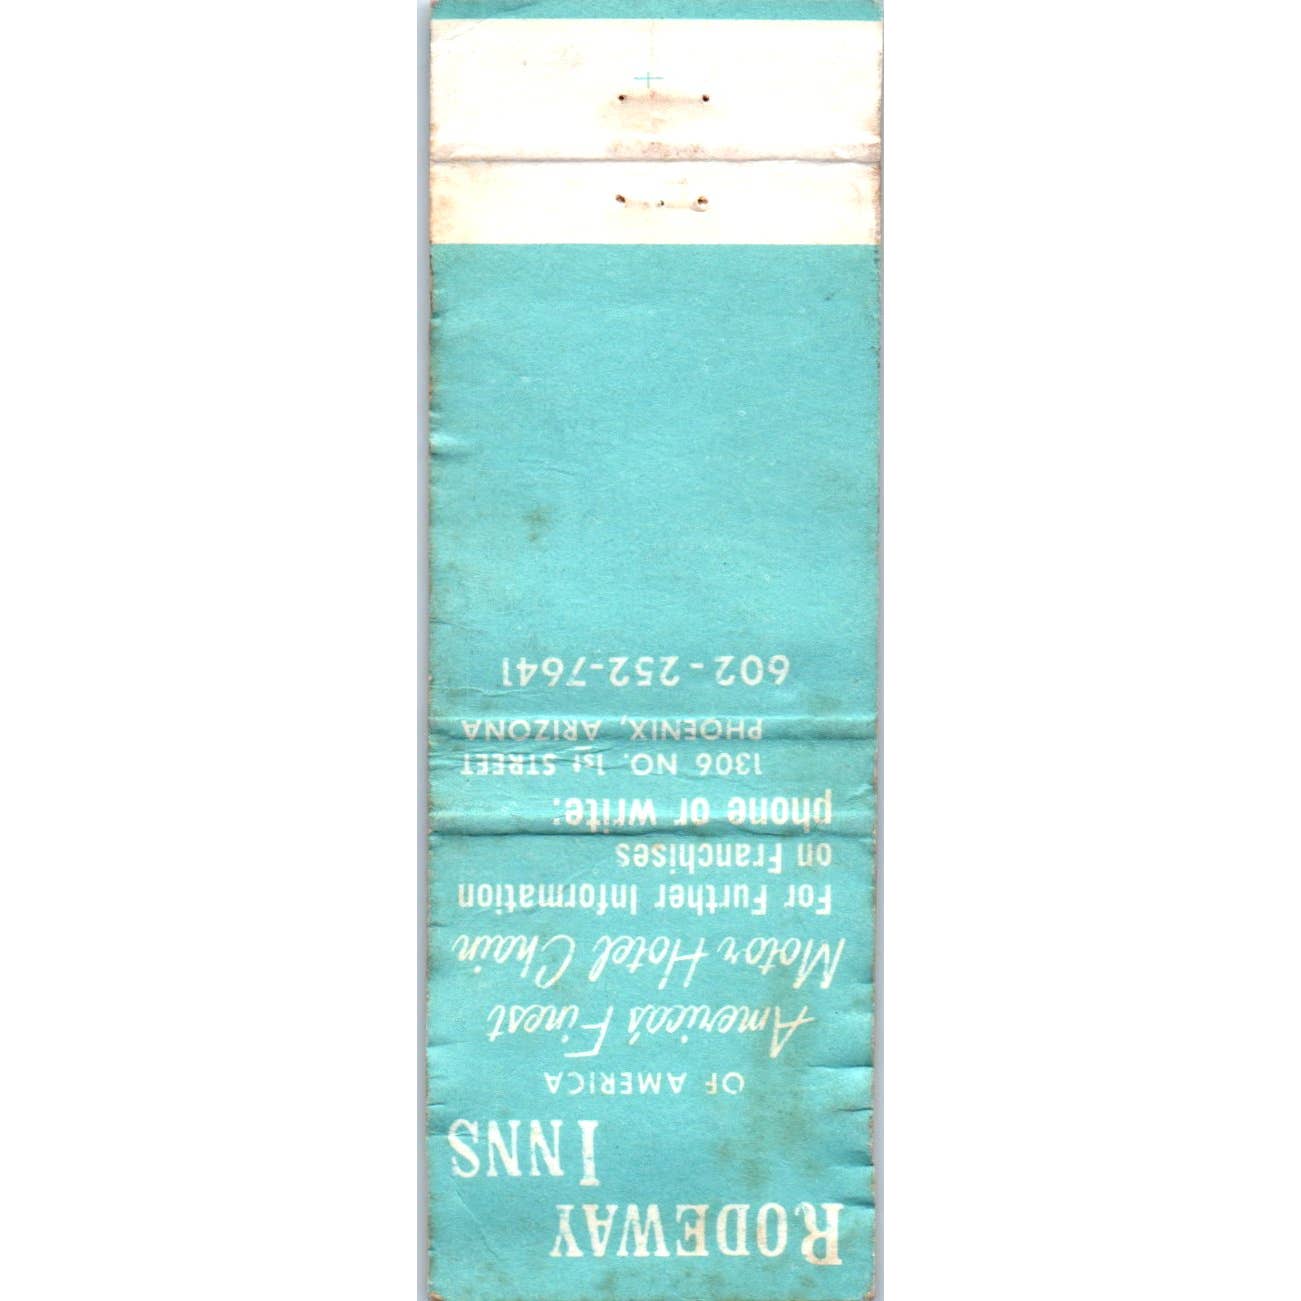 RODEWAY
INNS
OF AMERICA
America's Finest
Motor Hotel Chain
For Further Information
on Franchises
phone or write:
1306 NO. 1st STREET
PHOENIX, ARIZONA
602-252-7641